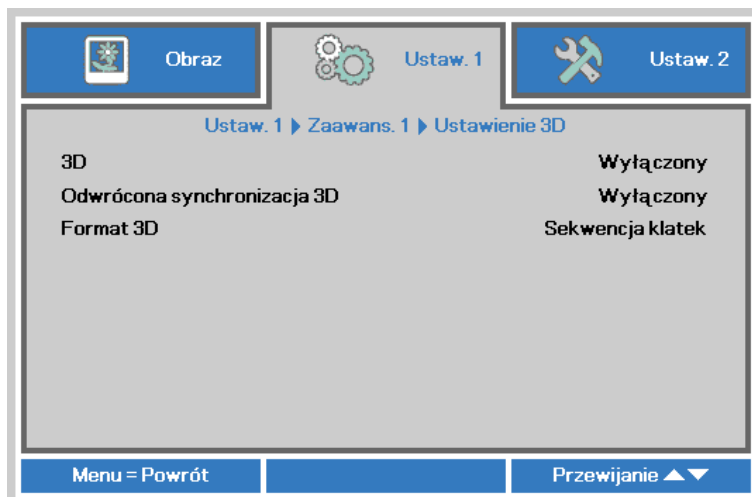 Obraz Ustaw. 1 Ustaw. 2
Ustaw. 1 ▶ Zaawans. 1 ▶ Ustawienie 3D
3D Wyłączony
Odwrócona synchronizacja 3D Wyłączony
Format 3D Sekwencja klatek
Menu = Powrót Przewijanie ▲▼